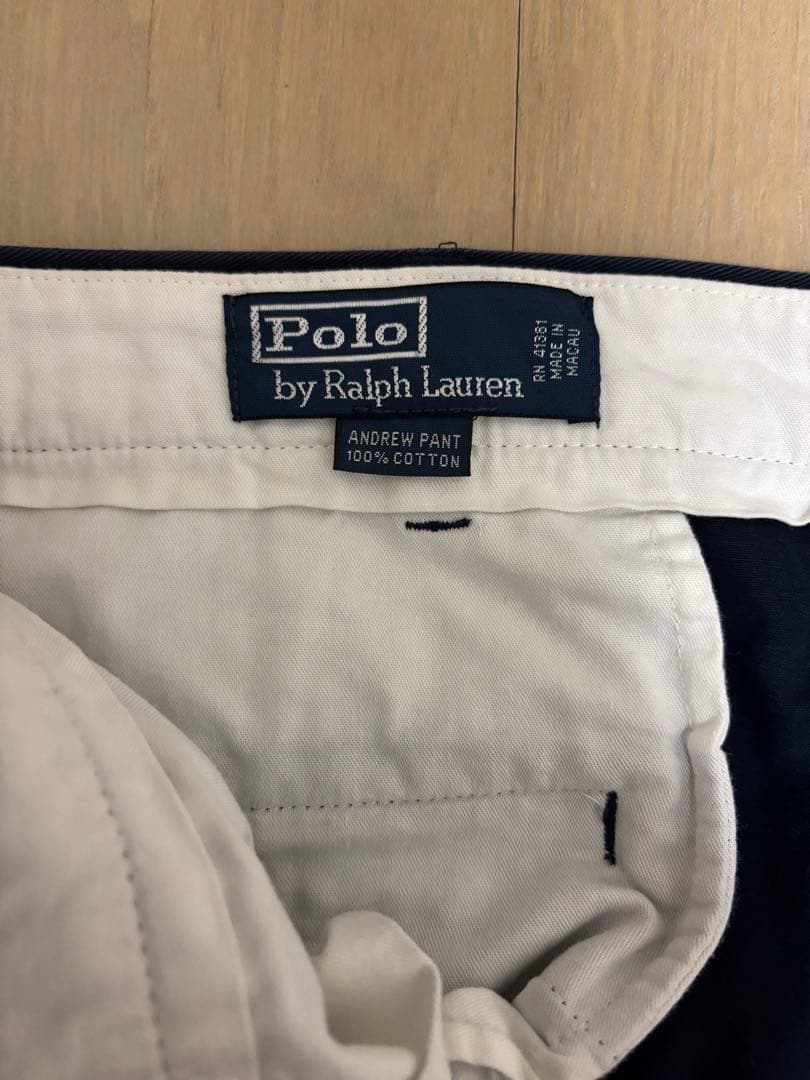 Polo
by Ralph Lauren
RN 41381
MADE IN
MACAU
ANDREW PANT
100% COTTON